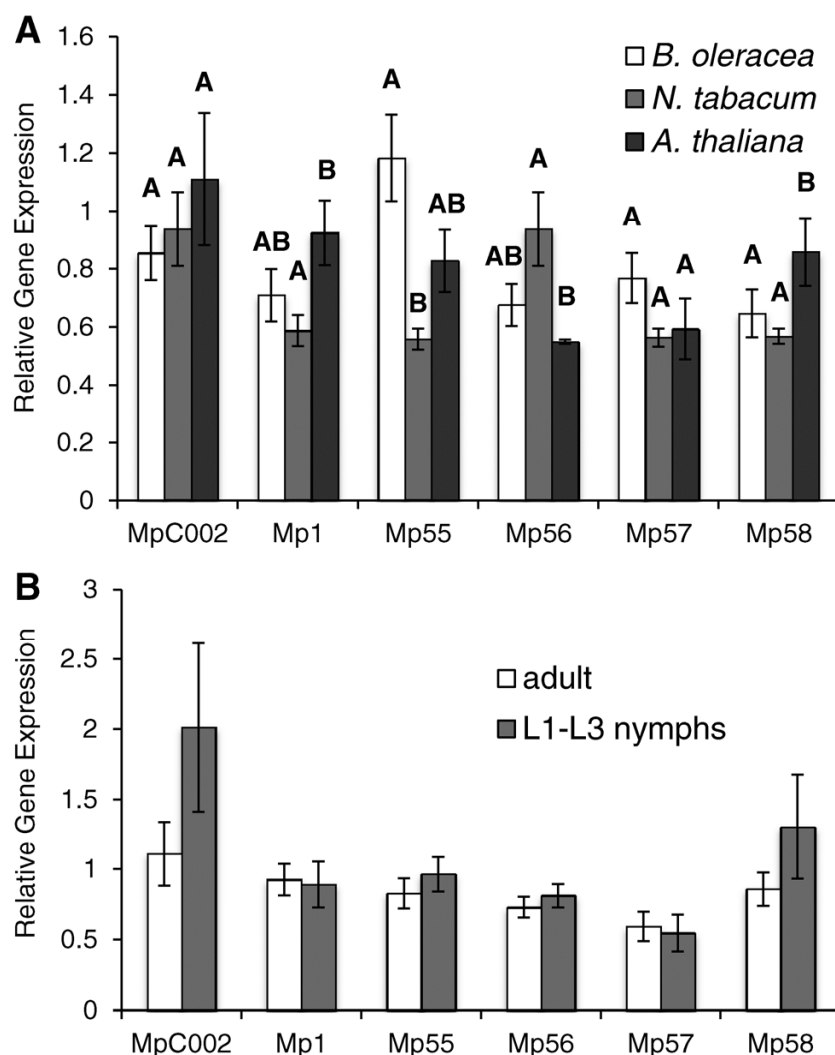 A
1.6
1.4
1.2
1
0.8
0.6
0.4
0.2
0
Relative Gene Expression
B. oleracea
N. tabacum
A. thaliana
A A A
AB A B
A B AB
AB A B
A A A
A A B
MpC002 Mp1 Mp55 Mp56 Mp57 Mp58
B
3
2.5
2
1.5
1
0.5
0
Relative Gene Expression
adult
L1-L3 nymphs
MpC002 Mp1 Mp55 Mp56 Mp57 Mp58